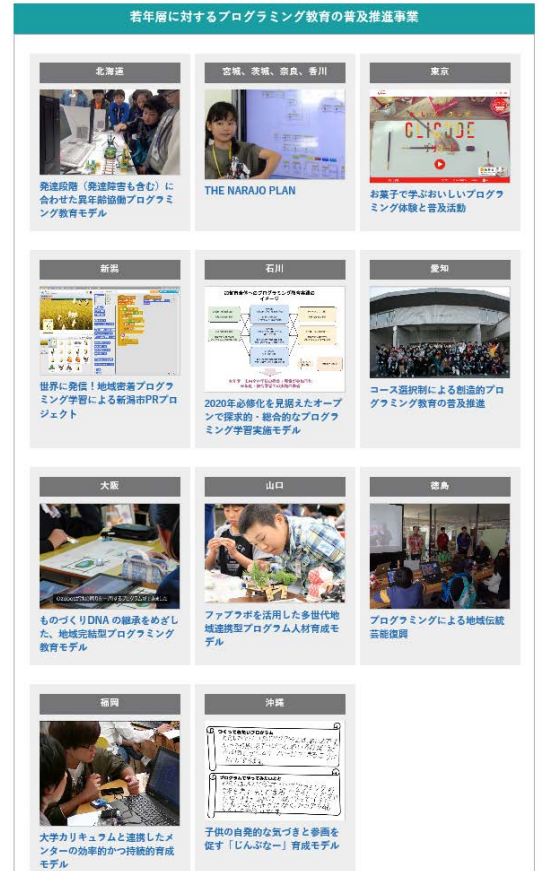 若年層に対するプログラミング教育の普及推進事業
北海道
発達段階（発達障害も含む）に
合わせた異年齢協働プログラミ
ング教育モデル
宮城、茨城、奈良、香川
THE NARAJO PLAN
東京
お菓子で学ぶおいしいプログラ
ミング体験と普及活動
新潟
世界に発信！地域密着プログラ
ミング学習による新潟市PRプロ
ジェクト
石川
イメージ
2020年必修化を見据えたオープ
ンで探求的・総合的なプログラ
ミング学習実施モデル
愛知
コース選択制による創造的プロ
グラミング教育の普及推進
大阪
ものづくりDNAの継承をめざし
た、地域完結型プログラミング
教育モデル
山口
ファブラボを活用した多世代地
域連携型プログラム人材育成モ
デル
徳島
プログラミングによる地域伝統
芸能復興
福岡
大学カリキュラムと連携したメ
ンターの効率的かつ持続的育成
モデル
沖縄
つくってみたいプログラム
子供の自発的な気づきと参画を
促す「じんぶなー」育成モデル